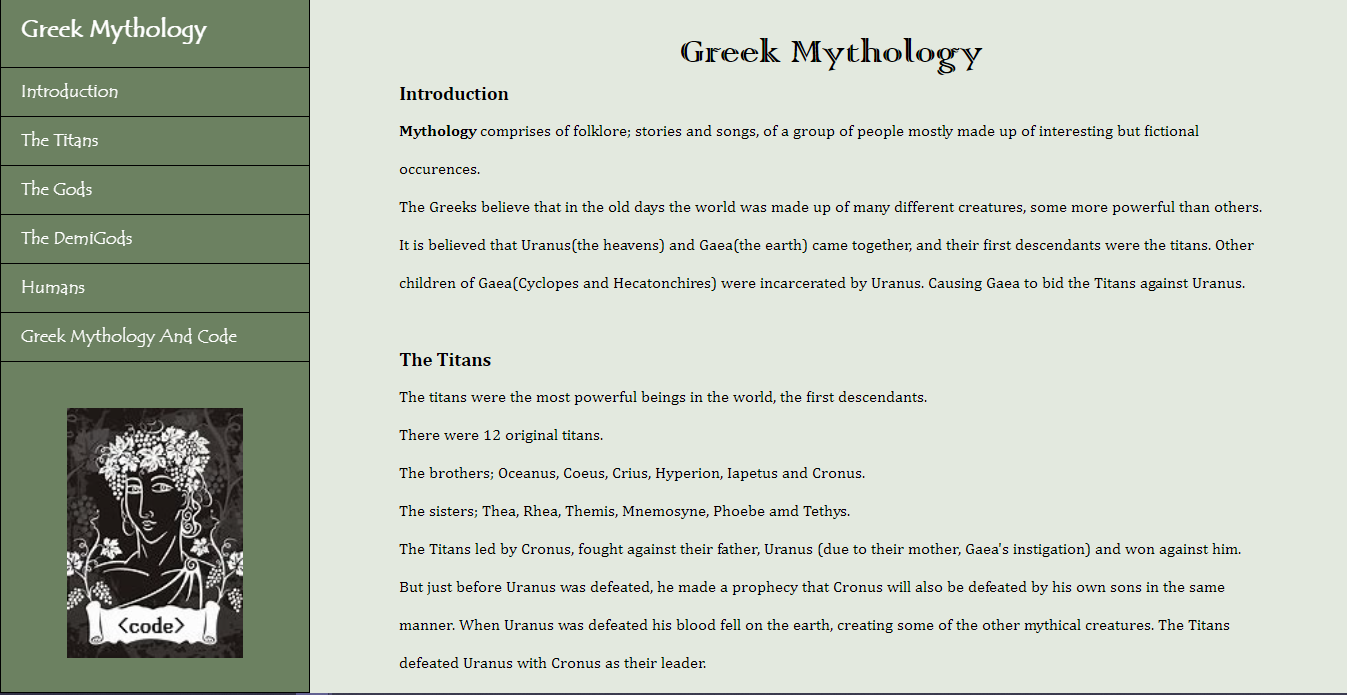 Greek Mythology
Introduction
The Titans
The Gods
The DemiGods
Humans
Greek Mythology And Code
<code>
Greek Mythology
Introduction
Mythology comprises of folklore; stories and songs, of a group of people mostly made up of interesting but fictional
occurences.
The Greeks believe that in the old days the world was made up of many different creatures, some more powerful than others.
It is believed that Uranus(the heavens) and Gaea(the earth) came together, and their first descendants were the titans. Other
children of Gaea(Cyclopes and Hecatonchires) were incarcerated by Uranus. Causing Gaea to bid the Titans against Uranus.
The Titans
The titans were the most powerful beings in the world, the first descendants.
There were 12 original titans.
The brothers; Oceanus, Coeus, Crius, Hyperion, Iapetus and Cronus.
The sisters; Thea, Rhea, Themis, Mnemosyne, Phoebe amd Tethys.
The Titans led by Cronus, fought against their father, Uranus (due to their mother, Gaea's instigation) and won against him.
But just before Uranus was defeated, he made a prophecy that Cronus will also be defeated by his own sons in the same
manner. When Uranus was defeated his blood fell on the earth, creating some of the other mythical creatures. The Titans
defeated Uranus with Cronus as their leader.